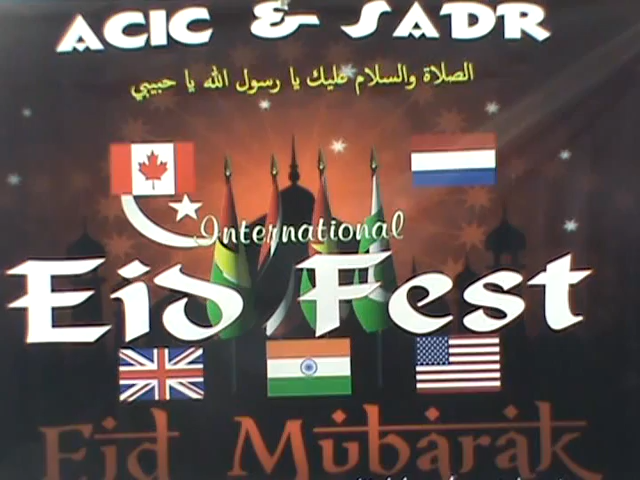 ACIC & SADR
الصلاة والسلام عليك يا رسول الله يا حبيبي
International
Eid Fest
Eid Mubarak